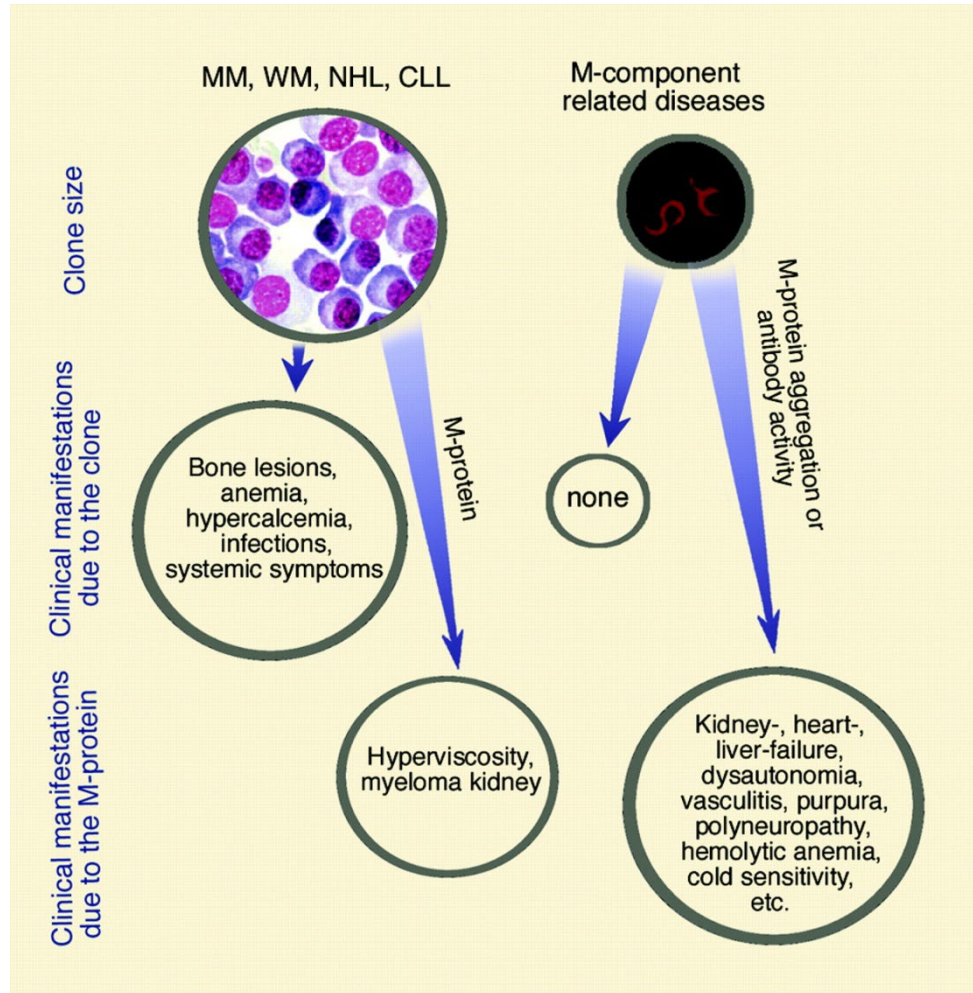 MM, WM, NHL, CLL
M-component
related diseases
Clone size
M-protein aggregation or
antibody activity
Clinical manifestations
due to the clone
Bone lesions,
anemia,
hypercalcemia,
infections,
systemic symptoms
M-protein
none
Clinical manifestations
due to the M-protein
Hyperviscosity,
myeloma kidney
Kidney-, heart-,
liver-failure,
dysautonomia,
vasculitis, purpura,
polyneuropathy,
hemolytic anemia,
cold sensitivity,
etc.